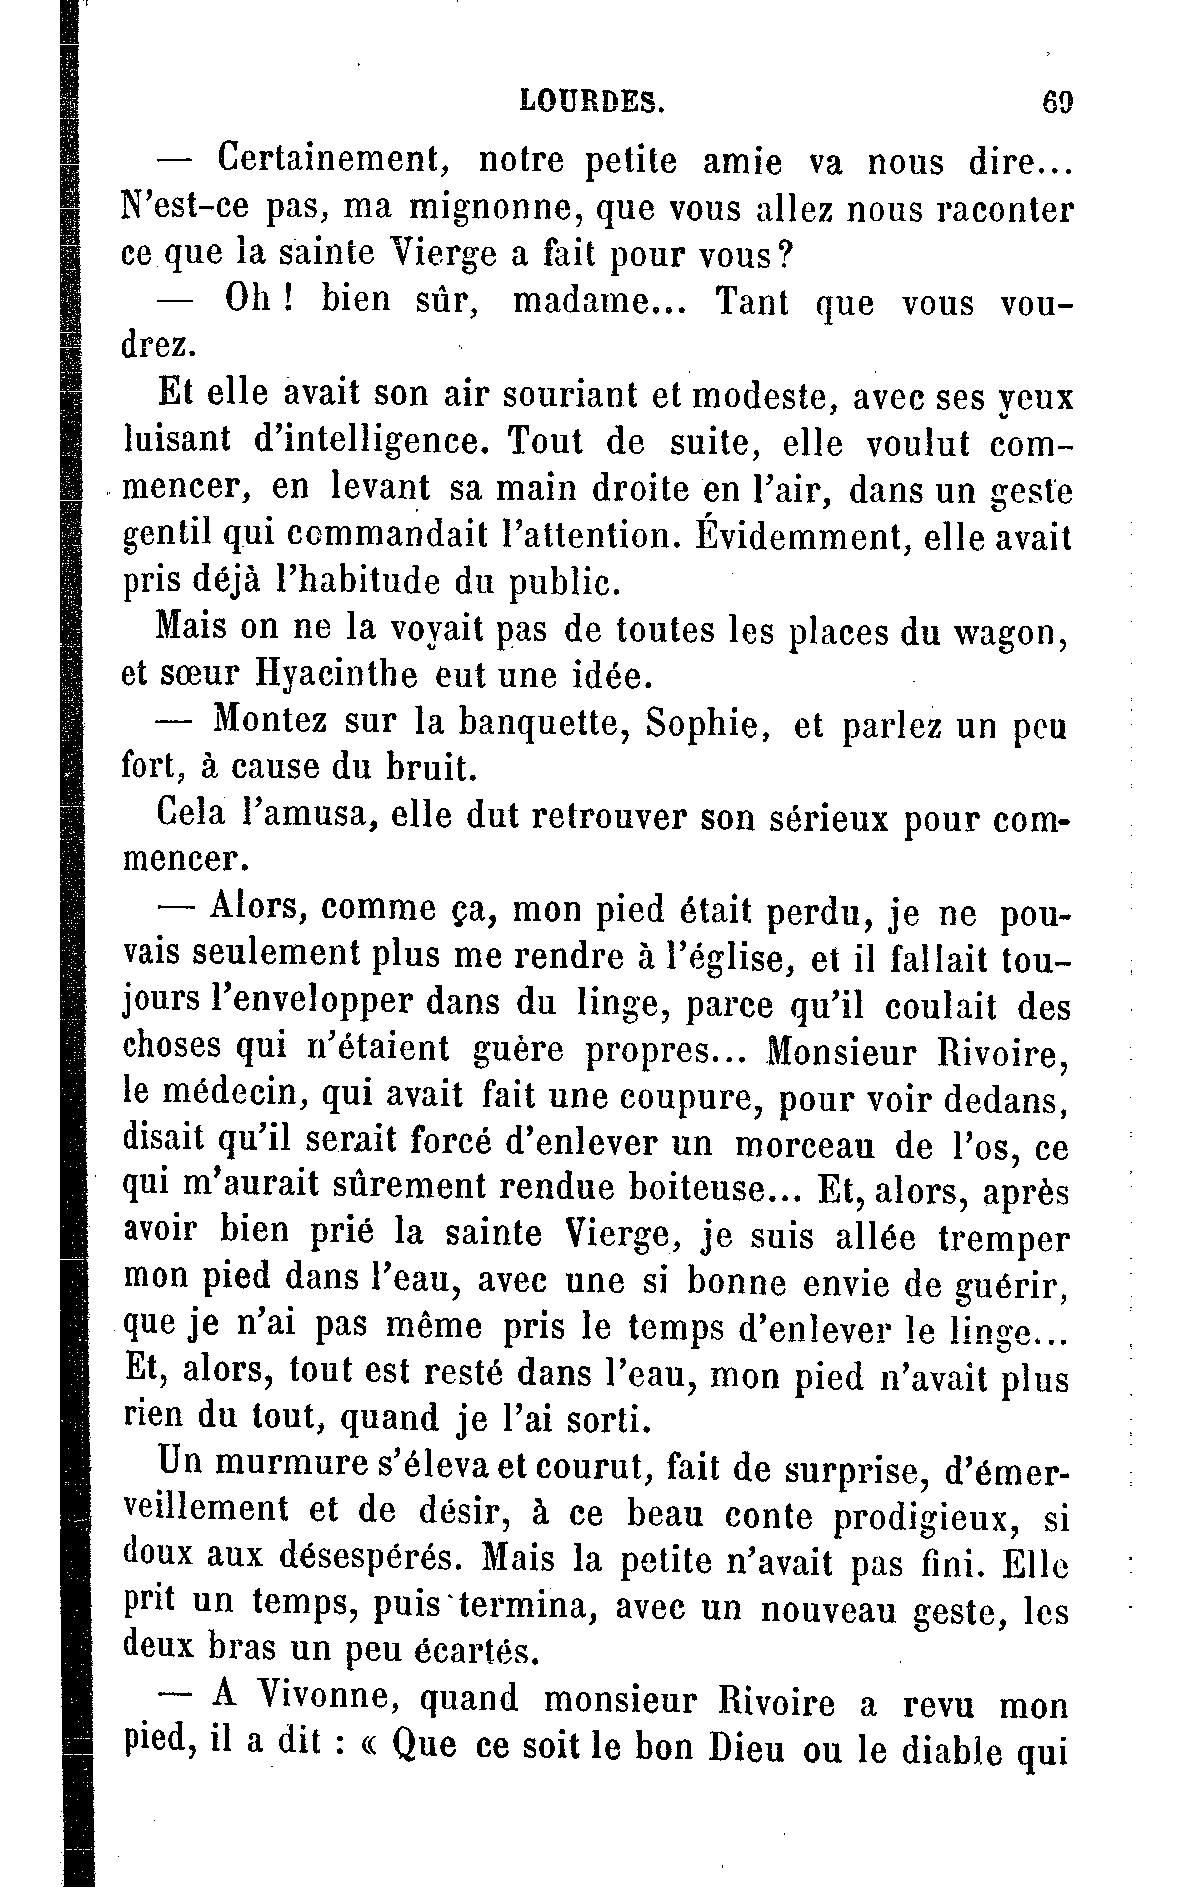 LOURDES. 69
— Certainement, notre petite amie va nous dire...
N'est-ce pas, ma mignonne, que vous allez nous raconter
ce que la sainte Vierge a fait pour vous ?
— Oh ! bien sûr, madame... Tant que vous vou-
drez.
Et elle avait son air souriant et modeste, avec ses yeux
luisant d'intelligence. Tout de suite, elle voulut com-
mencer, en levant sa main droite en l'air, dans un geste
gentil qui commandait l'attention. Évidemment, elle avait
pris déjà l'habitude du public.
Mais on ne la voyait pas de toutes les places du wagon,
et sœur Hyacinthe eut une idée.
— Montez sur la banquette, Sophie, et parlez un peu
fort, à cause du bruit.
Cela l'amusa, elle dut retrouver son sérieux pour com-
mencer.
— Alors, comme ça, mon pied était perdu, je ne pou-
vais seulement plus me rendre à l'église, et il fallait tou-
jours l'envelopper dans du linge, parce qu'il coulait des
choses qui n'étaient guère propres... Monsieur Rivoire,
le médecin, qui avait fait une coupure, pour voir dedans,
disait qu'il serait forcé d'enlever un morceau de l'os, ce
qui m'aurait sûrement rendue boiteuse... Et, alors, après
avoir bien prié la sainte Vierge, je suis allée tremper
mon pied dans l'eau, avec une si bonne envie de guérir,
que je n'ai pas même pris le temps d'enlever le linge...
Et, alors, tout est resté dans l'eau, mon pied n'avait plus
rien du tout, quand je l'ai sorti.
Un murmure s'éleva et courut, fait de surprise, d'émer-
veillement et de désir, à ce beau conte prodigieux, si
doux aux désespérés. Mais la petite n'avait pas fini. Elle
prit un temps, puis termina, avec un nouveau geste, les
deux bras un peu écartés.
— A Vivonne, quand monsieur Rivoire a revu mon
pied, il a dit : « Que ce soit le bon Dieu ou le diable qui